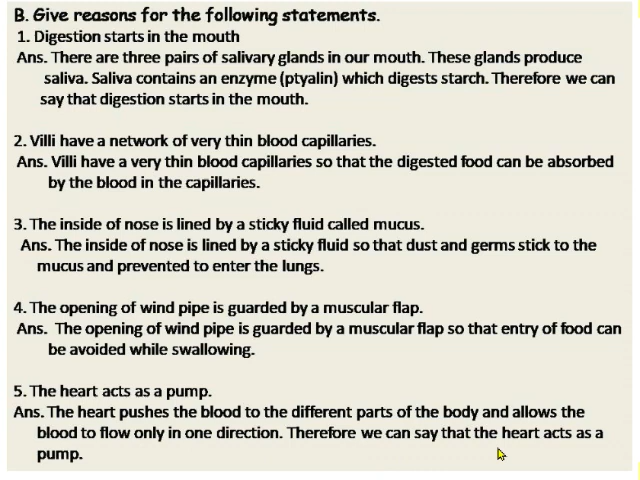 B. Give reasons for the following statements.
1. Digestion starts in the mouth
Ans. There are three pairs of salivary glands in our mouth. These glands produce
saliva. Saliva contains an enzyme (ptyalin) which digests starch. Therefore we can
say that digestion starts in the mouth.
2. Villi have a network of very thin blood capillaries.
Ans. Villi have a very thin blood capillaries so that the digested food can be absorbed
by the blood in the capillaries.
3. The inside of nose is lined by a sticky fluid called mucus.
Ans. The inside of nose is lined by a sticky fluid so that dust and germs stick to the
mucus and prevented to enter the lungs.
4. The opening of wind pipe is guarded by a muscular flap.
Ans. The opening of wind pipe is guarded by a muscular flap so that entry of food can
be avoided while swallowing.
5. The heart acts as a pump.
Ans. The heart pushes the blood to the different parts of the body and allows the
blood to flow only in one direction. Therefore we can say that the heart acts as a
pump.